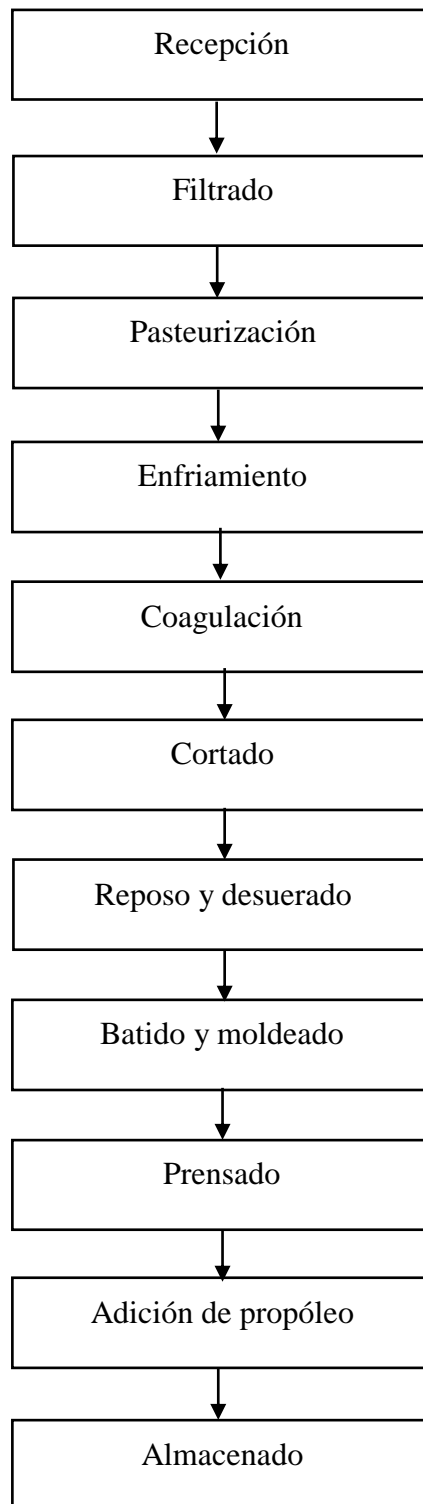 Recepción
Filtrado
Pasteurización
Enfriamiento
Coagulación
Cortado
Reposo y desuerado
Batido y moldeado
Prensado
Adición de propóleo
Almacenado